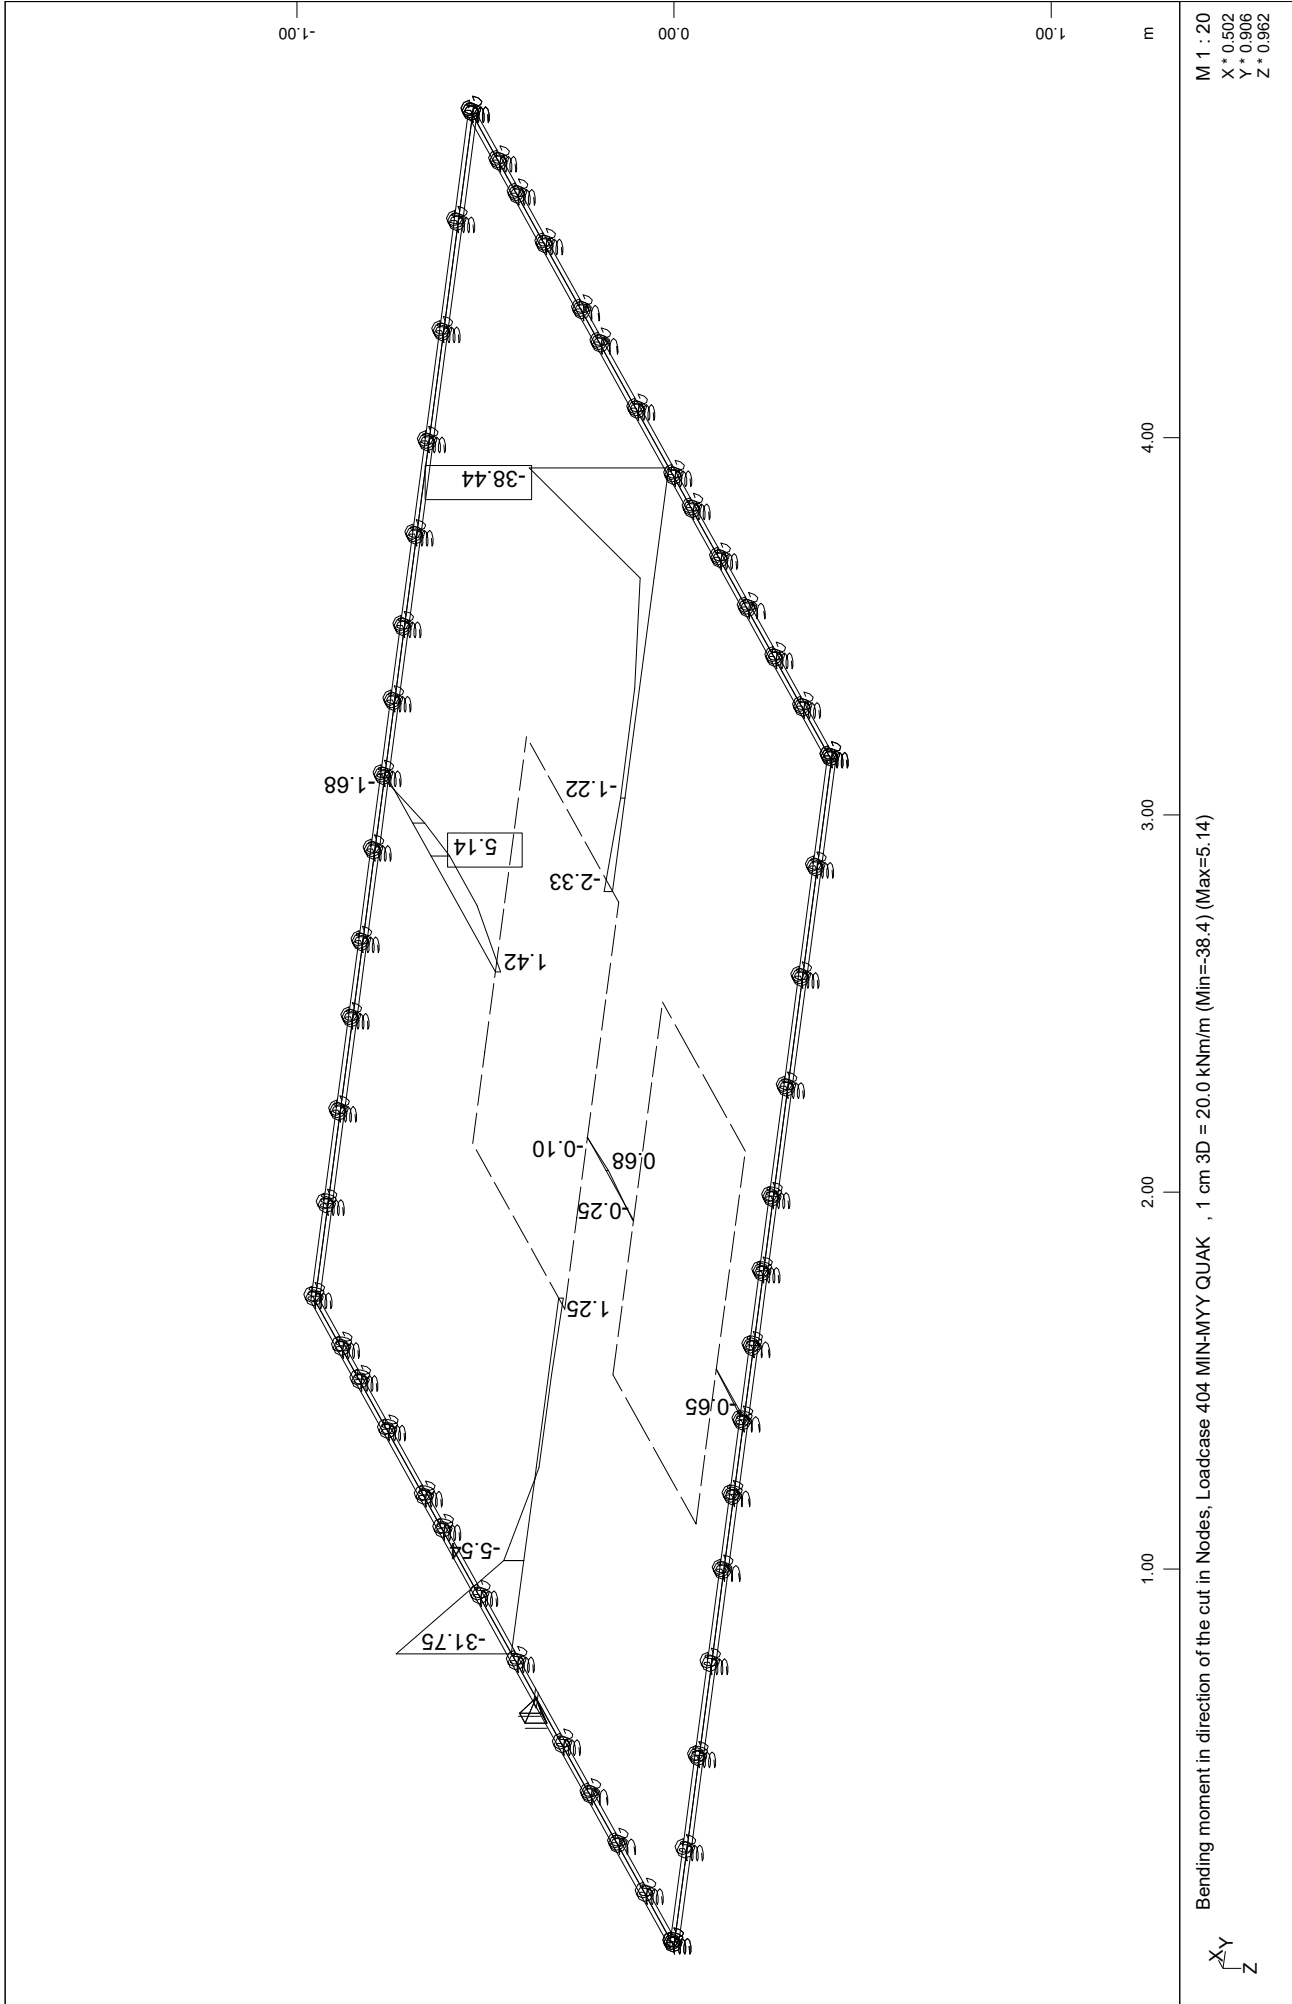 -1.00
0.00
1.00
m
M 1 : 20
X * 0.502
Y * 0.906
Z * 0.962
4.00
3.00
2.00
1.00
-38.44
-1.68
5.14
-1.22
-2.33
1.42
-0.10
0.68
-0.25
1.25
-0.65
-5.54
-31.75
Bending moment in direction of the cut in Nodes, Loadcase 404 MIN-MYY QUAK , 1 cm 3D = 20.0 kNm/m (Min=-38.4) (Max=5.14)
X
Y
Z